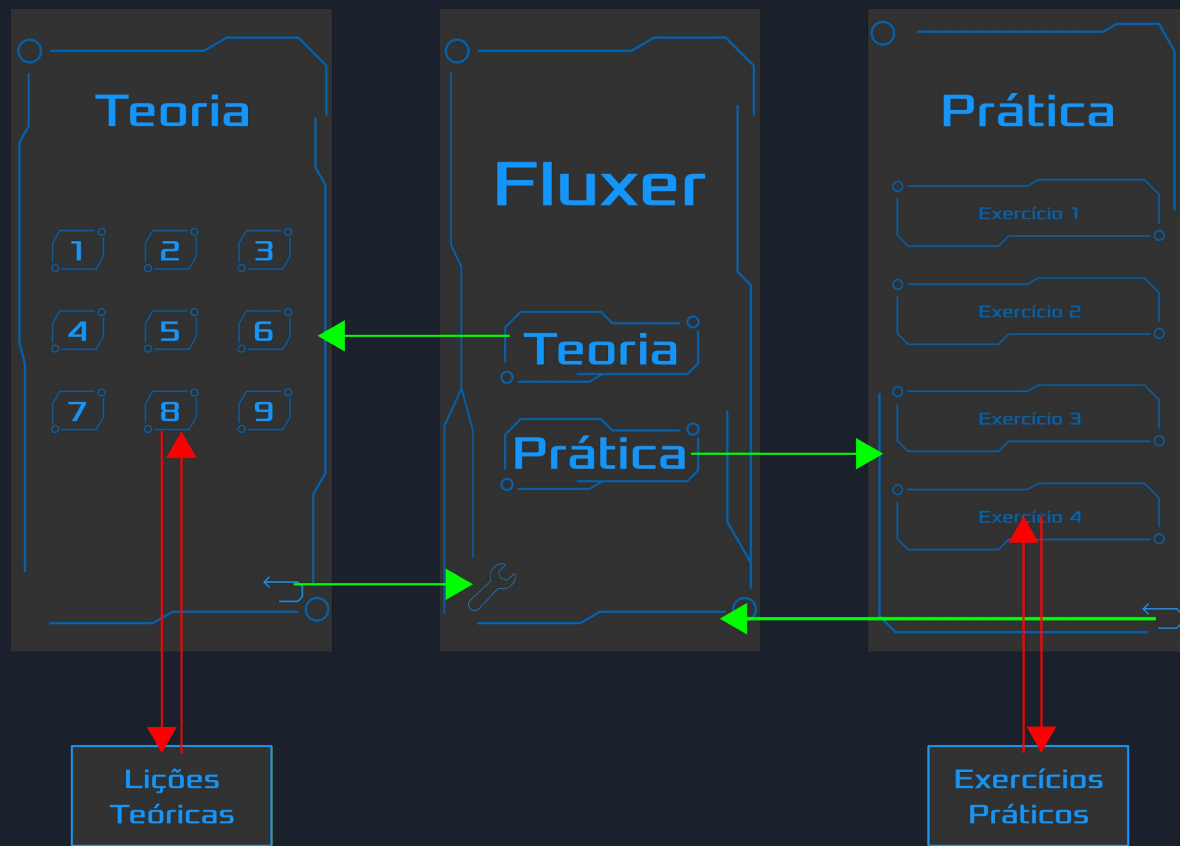 Teoria
1 2 3
4 5 6
7 8 9
Lições
Teóricas
Fluxer
Teoria
Prática
Prática
Exercício 1
Exercício 2
Exercício 3
Exercício 4
Exercícios
Práticos